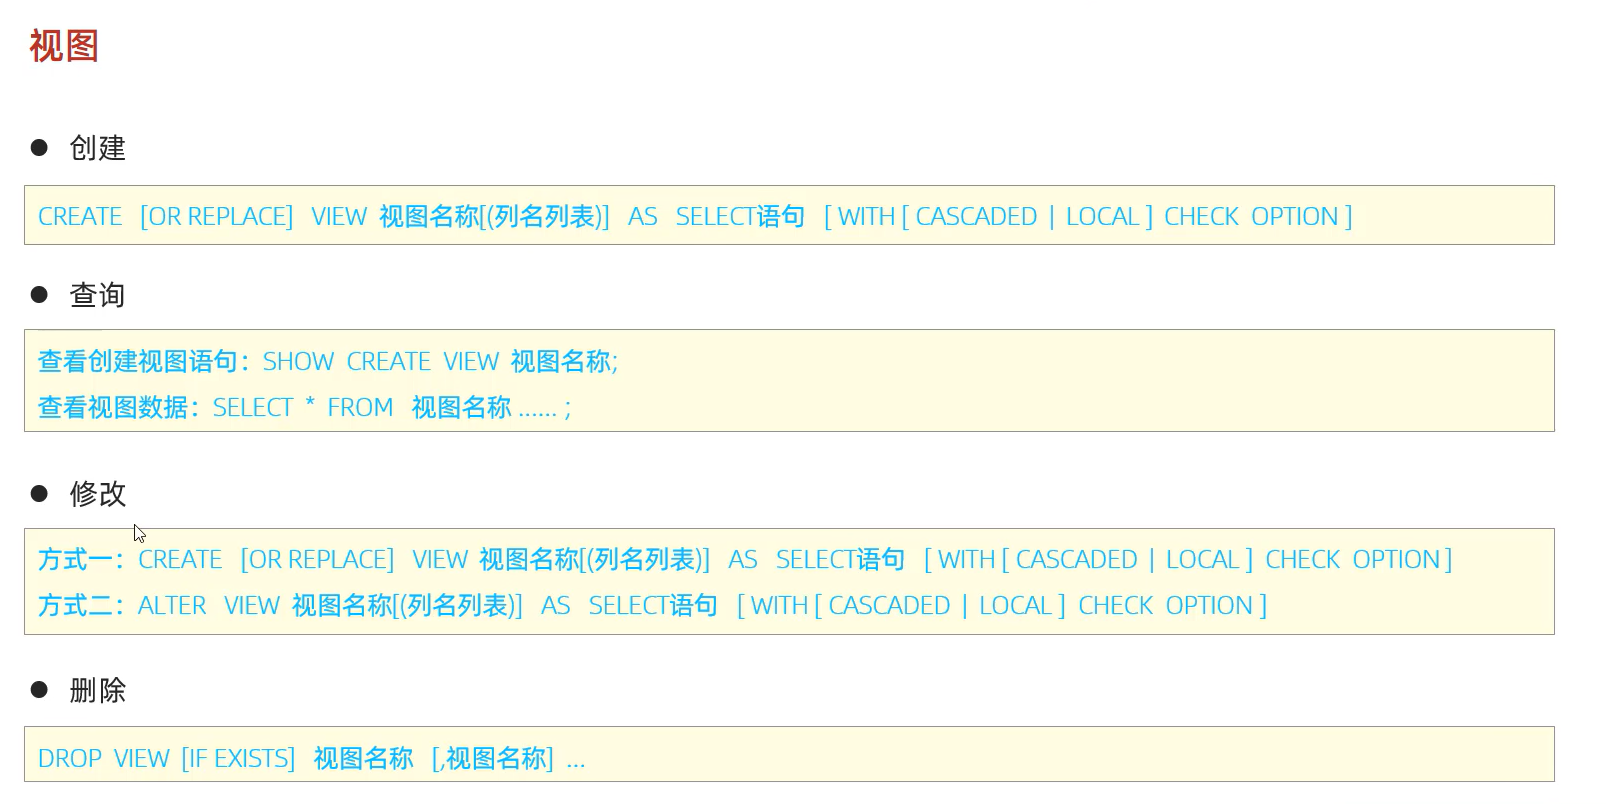 视图
● 创建
CREATE [OR REPLACE] VIEW 视图名称[(列名列表)] AS SELECT语句 [ WITH [ CASCADED | LOCAL ] CHECK OPTION ]
● 查询
查看创建视图语句：SHOW CREATE VIEW 视图名称;
查看视图数据：SELECT * FROM 视图名称 ...... ;
● 修改
方式一：CREATE [OR REPLACE] VIEW 视图名称[(列名列表)] AS SELECT语句 [ WITH [ CASCADED | LOCAL ] CHECK OPTION ]
方式二：ALTER VIEW 视图名称[(列名列表)] AS SELECT语句 [ WITH [ CASCADED | LOCAL ] CHECK OPTION ]
● 删除
DROP VIEW [IF EXISTS] 视图名称 [,视图名称] ...